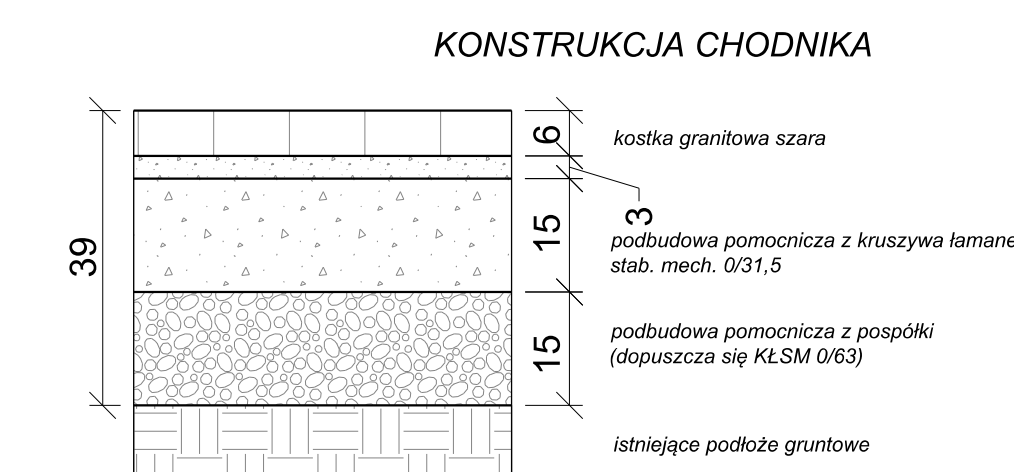 KONSTRUKCJA CHODNIKA
6
kostka granitowa szara
3
39
15
podbudowa pomocnicza z kruszywa łamane
stab. mech. 0/31,5
15
podbudowa pomocnicza z pospółki
(dopuszcza się KŁSM 0/63)
istniejące podłoże gruntowe